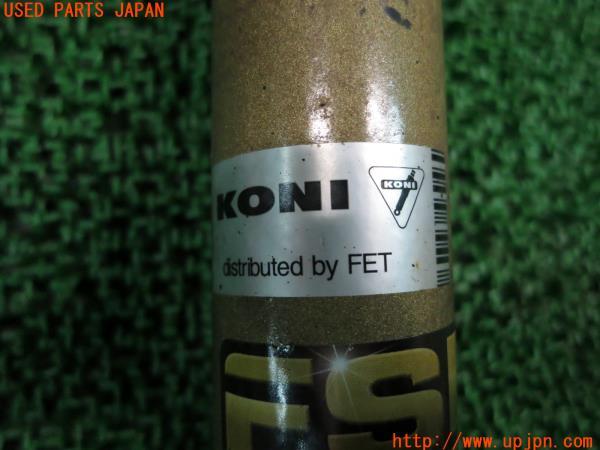 USED PARTS JAPAN
KONI
KONI
distributed by FET
http://www.upjpn.com/